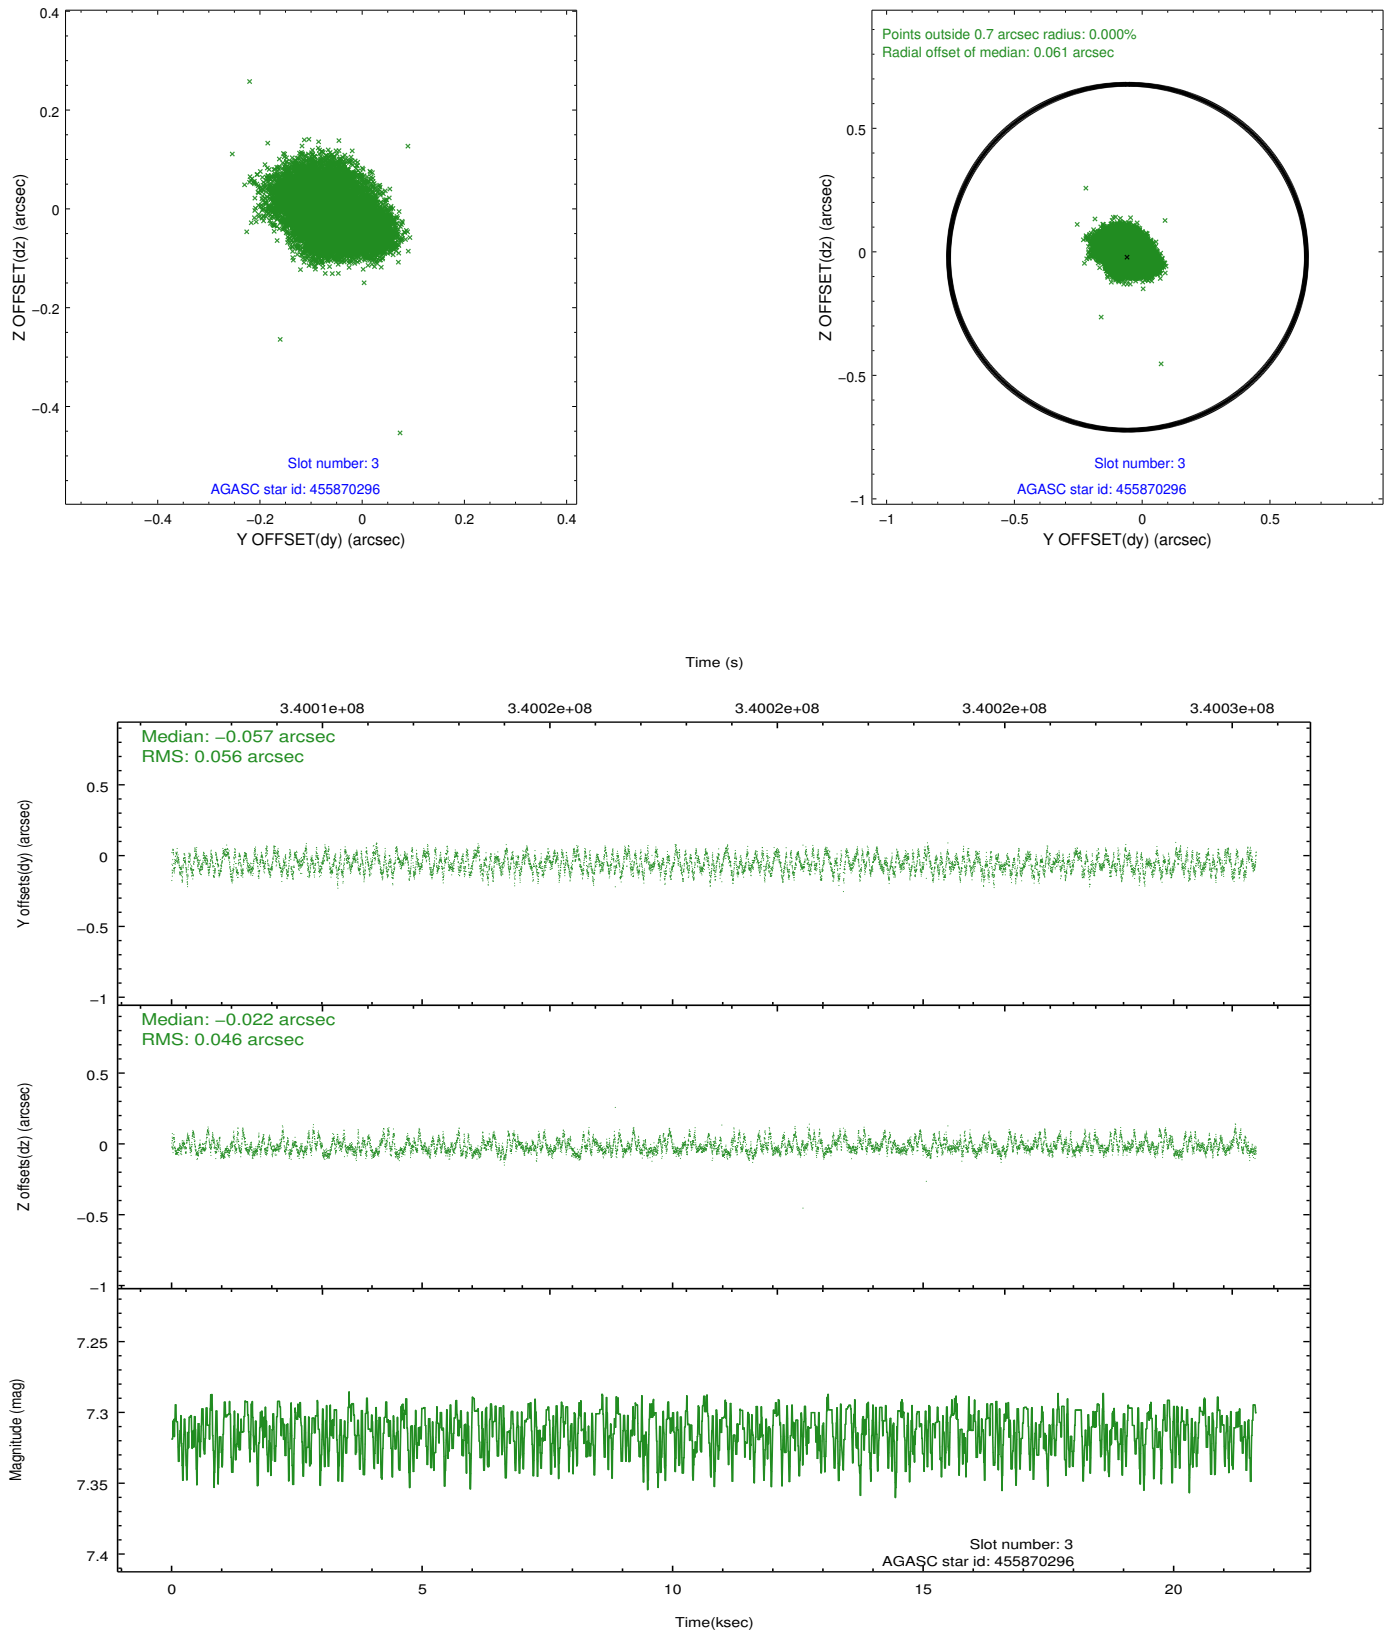 0.4
0.2
0
−0.2
−0.4
Z OFFSET(dz) (arcsec)
Slot number: 3
AGASC star id: 455870296
−0.4 −0.2 0 0.2 0.4
Y OFFSET(dy) (arcsec)
Points outside 0.7 arcsec radius: 0.000%
Radial offset of median: 0.061 arcsec
0.5
0
−0.5
−1
Z OFFSET(dz) (arcsec)
Slot number: 3
AGASC star id: 455870296
−1 −0.5 0 0.5
Y OFFSET(dy) (arcsec)
Time (s)
3.4001e+08 3.4002e+08 3.4002e+08 3.4002e+08 3.4003e+08
Median: −0.057 arcsec
RMS: 0.056 arcsec
0.5
0
−0.5
−1
Y offsets(dy) (arcsec)
Median: −0.022 arcsec
RMS: 0.046 arcsec
0.5
0
−0.5
−1
Z offsets(dz) (arcsec)
7.25
7.3
7.35
7.4
Magnitude (mag)
Slot number: 3
AGASC star id: 455870296
0 5 10 15 20
Time(ksec)